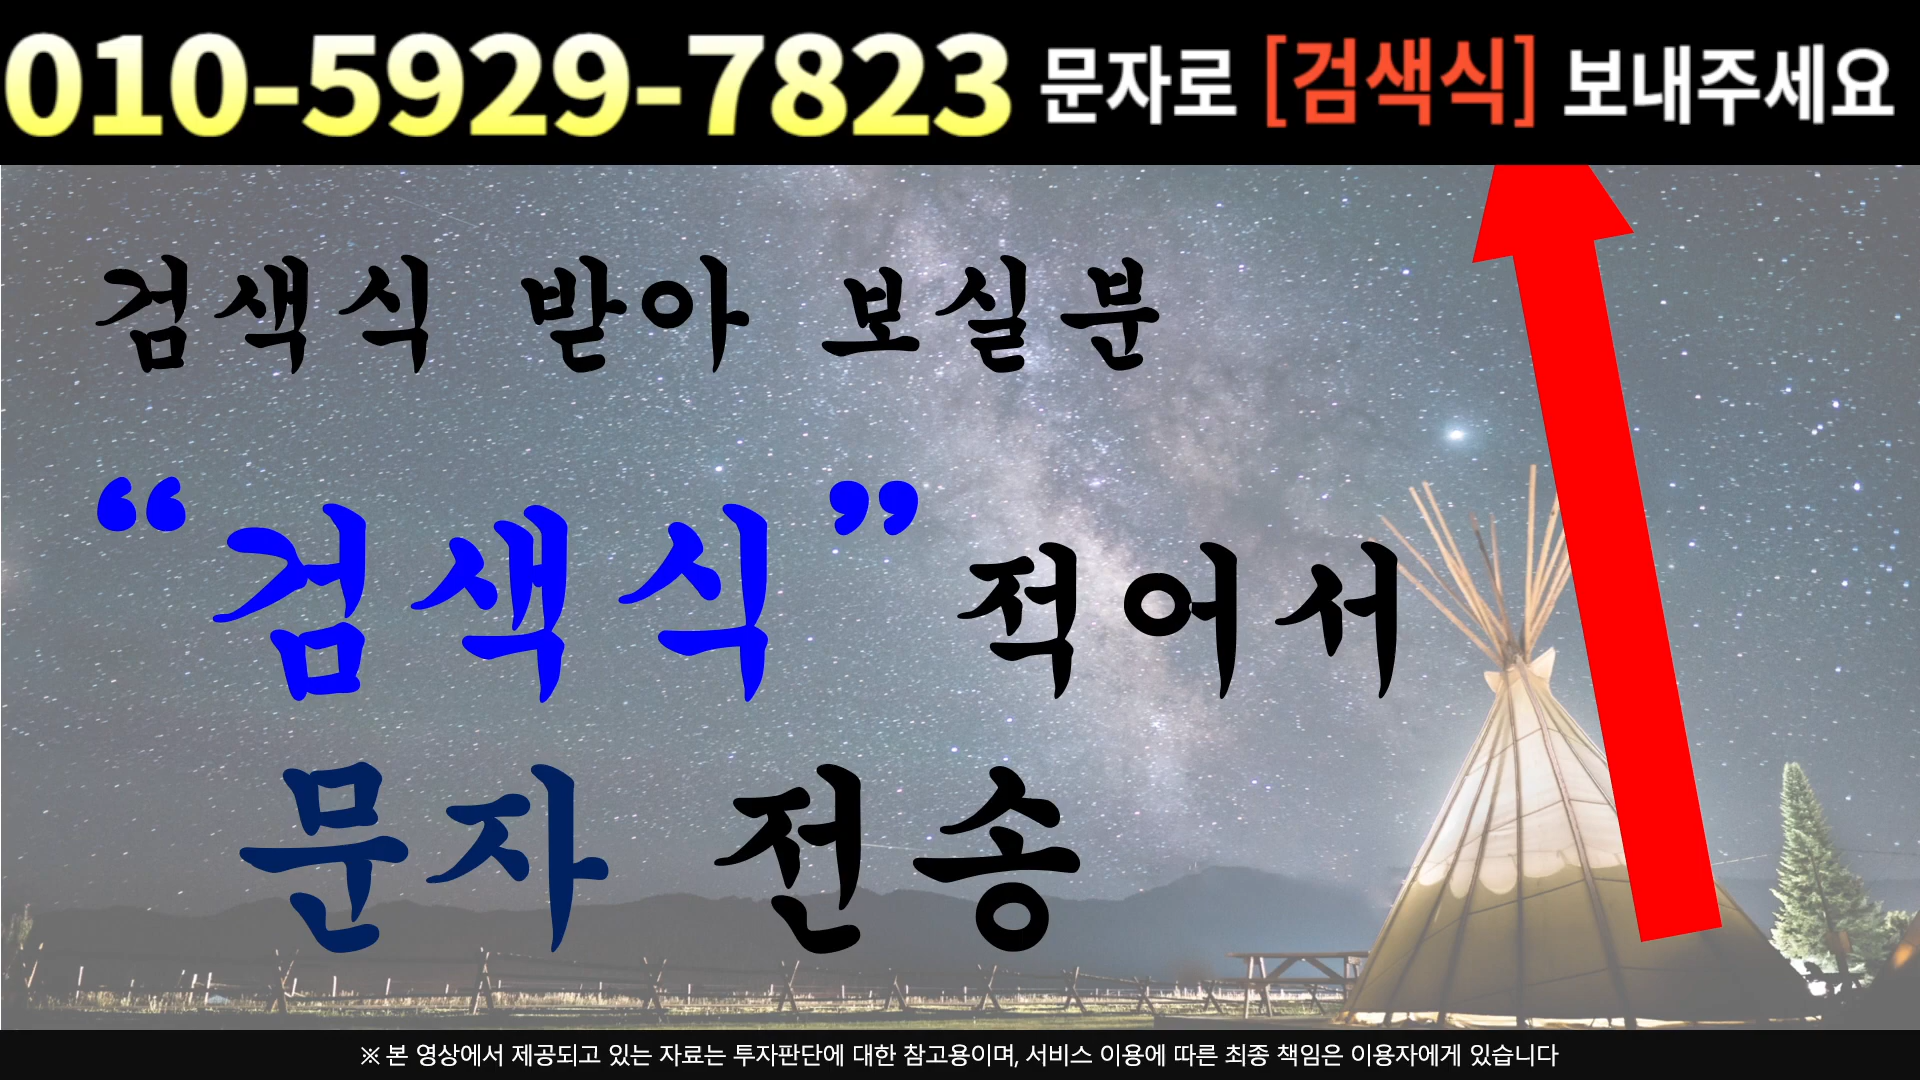 010-5929-7823 문자로 [검색식] 보내주세요
검색식 받아 보실분
“검색식” 적어서
문자 전송
※ 본 영상에서 제공되고 있는 자료는 투자판단에 대한 참고용이며, 서비스 이용에 따른 최종 책임은 이용자에게 있습니다